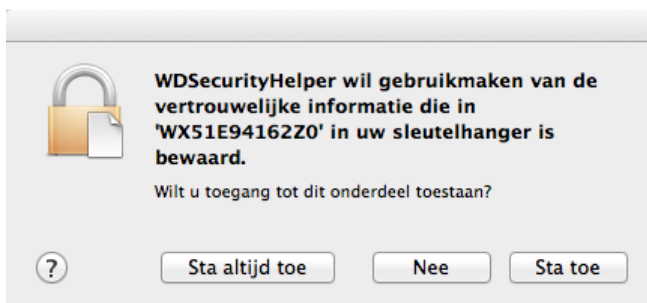 WDSecurityHelper wil gebruikmaken van de
vertrouwelijke informatie die in
'WX51E94162Z0' in uw sleutelhanger is
bewaard.
Wilt u toegang tot dit onderdeel toestaan?
? Sta altijd toe Nee Sta toe